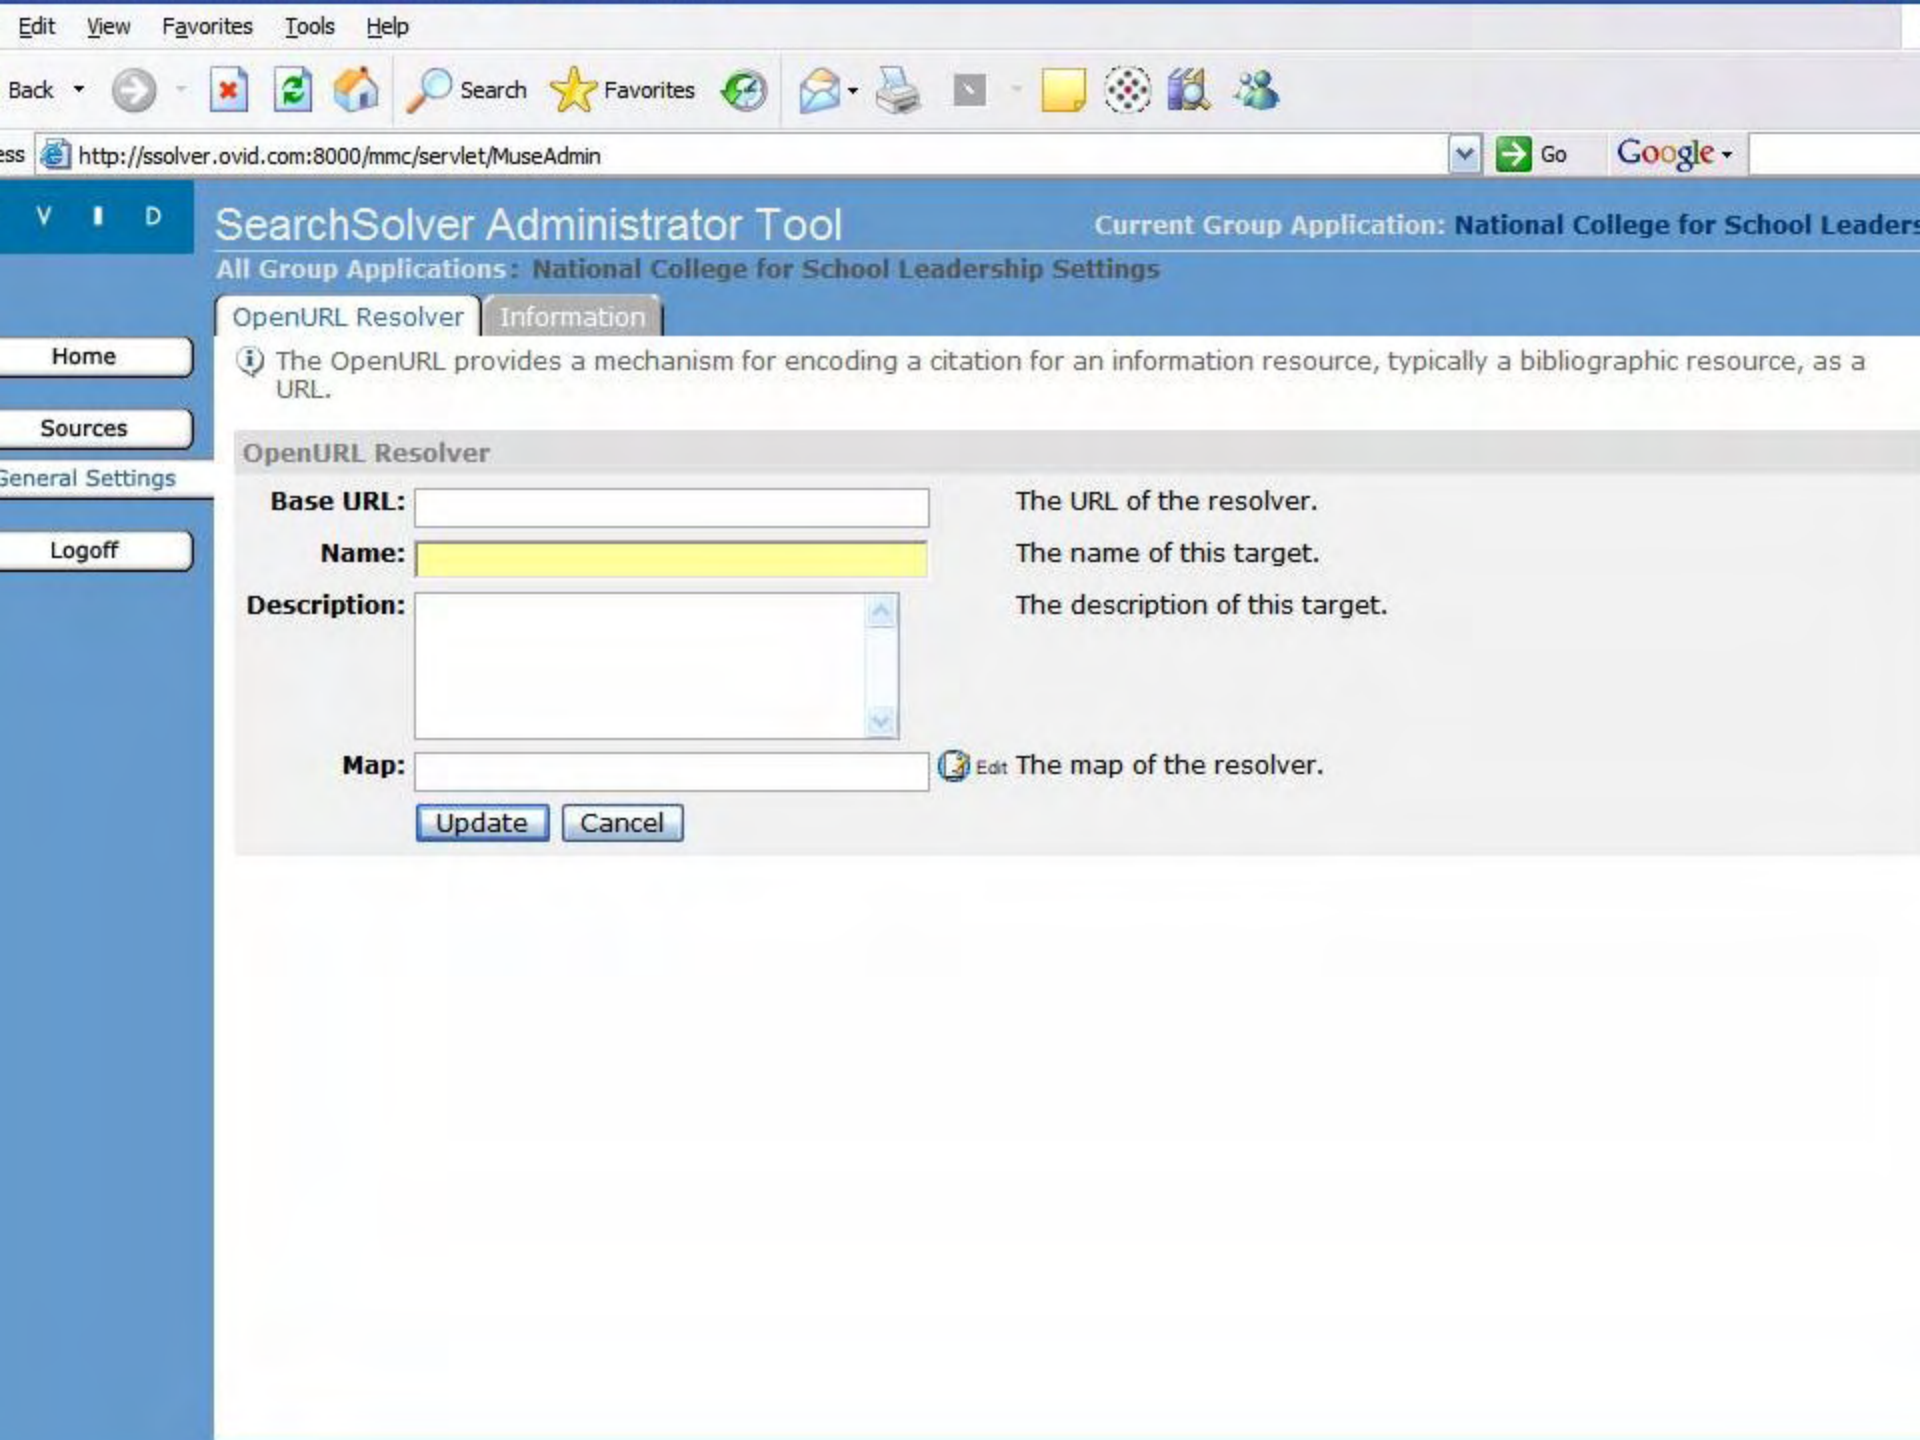 Edit View Favorites Tools Help
Back Search Favorites
ess http://ssolver.ovid.com:8000/mmc/servlet/MuseAdmin Go Google
V I D SearchSolver Administrator Tool Current Group Application: National College for School Leaders
All Group Applications: National College for School Leadership Settings
OpenURL Resolver Information
Home
The OpenURL provides a mechanism for encoding a citation for an information resource, typically a bibliographic resource, as a
URL.
Sources
General Settings
Logoff
OpenURL Resolver
Base URL: The URL of the resolver.
Name: The name of this target.
Description: The description of this target.
Map: Edit The map of the resolver.
Update Cancel